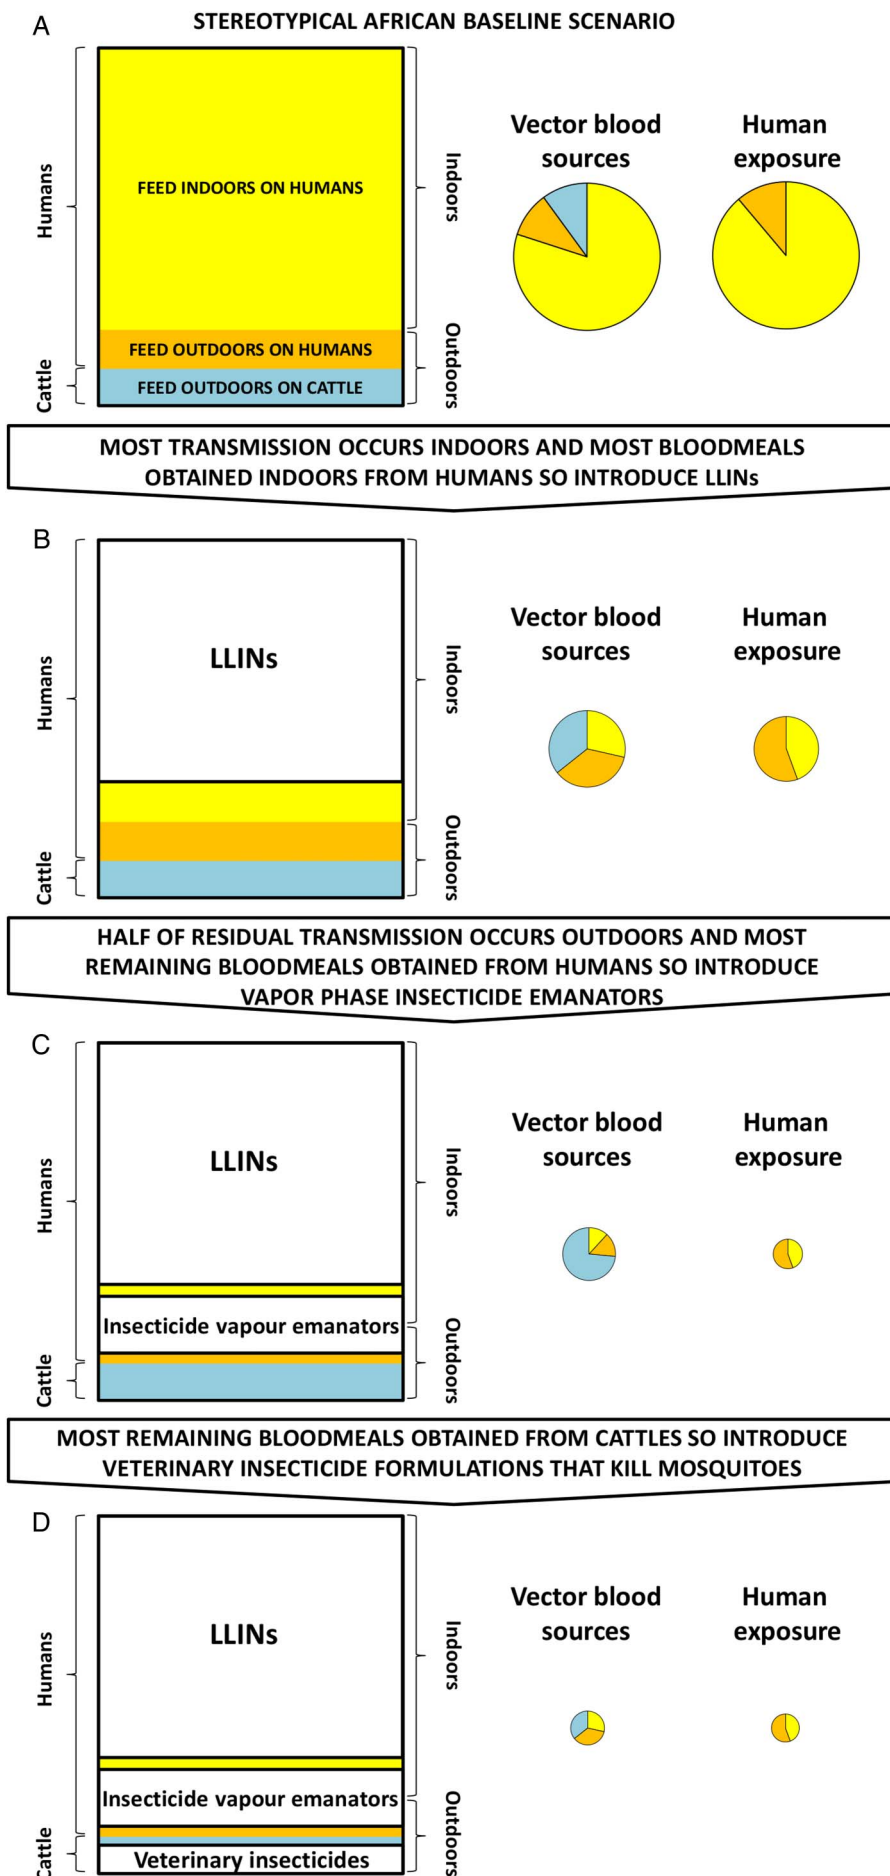 A
STEREOTYPICAL AFRICAN BASELINE SCENARIO
Humans
Cattle
FEED INDOORS ON HUMANS
FEED OUTDOORS ON HUMANS
FEED OUTDOORS ON CATTLE
Indoors
Outdoors
Vector blood
sources
Human
exposure
MOST TRANSMISSION OCCURS INDOORS AND MOST BLOODMEALS
OBTAINED INDOORS FROM HUMANS SO INTRODUCE LLINs
B
Humans
Cattle
LLINs
Indoors
Outdoors
Vector blood
sources
Human
exposure
HALF OF RESIDUAL TRANSMISSION OCCURS OUTDOORS AND MOST
REMAINING BLOODMEALS OBTAINED FROM HUMANS SO INTRODUCE
VAPOR PHASE INSECTICIDE EMANATORS
C
Humans
Cattle
LLINs
Insecticide vapour emanators
Indoors
Outdoors
Vector blood
sources
Human
exposure
MOST REMAINING BLOODMEALS OBTAINED FROM CATTLES SO INTRODUCE
VETERINARY INSECTICIDE FORMULATIONS THAT KILL MOSQUITOES
D
Humans
Cattle
LLINs
Insecticide vapour emanators
Veterinary insecticides
Indoors
Outdoors
Vector blood
sources
Human
exposure